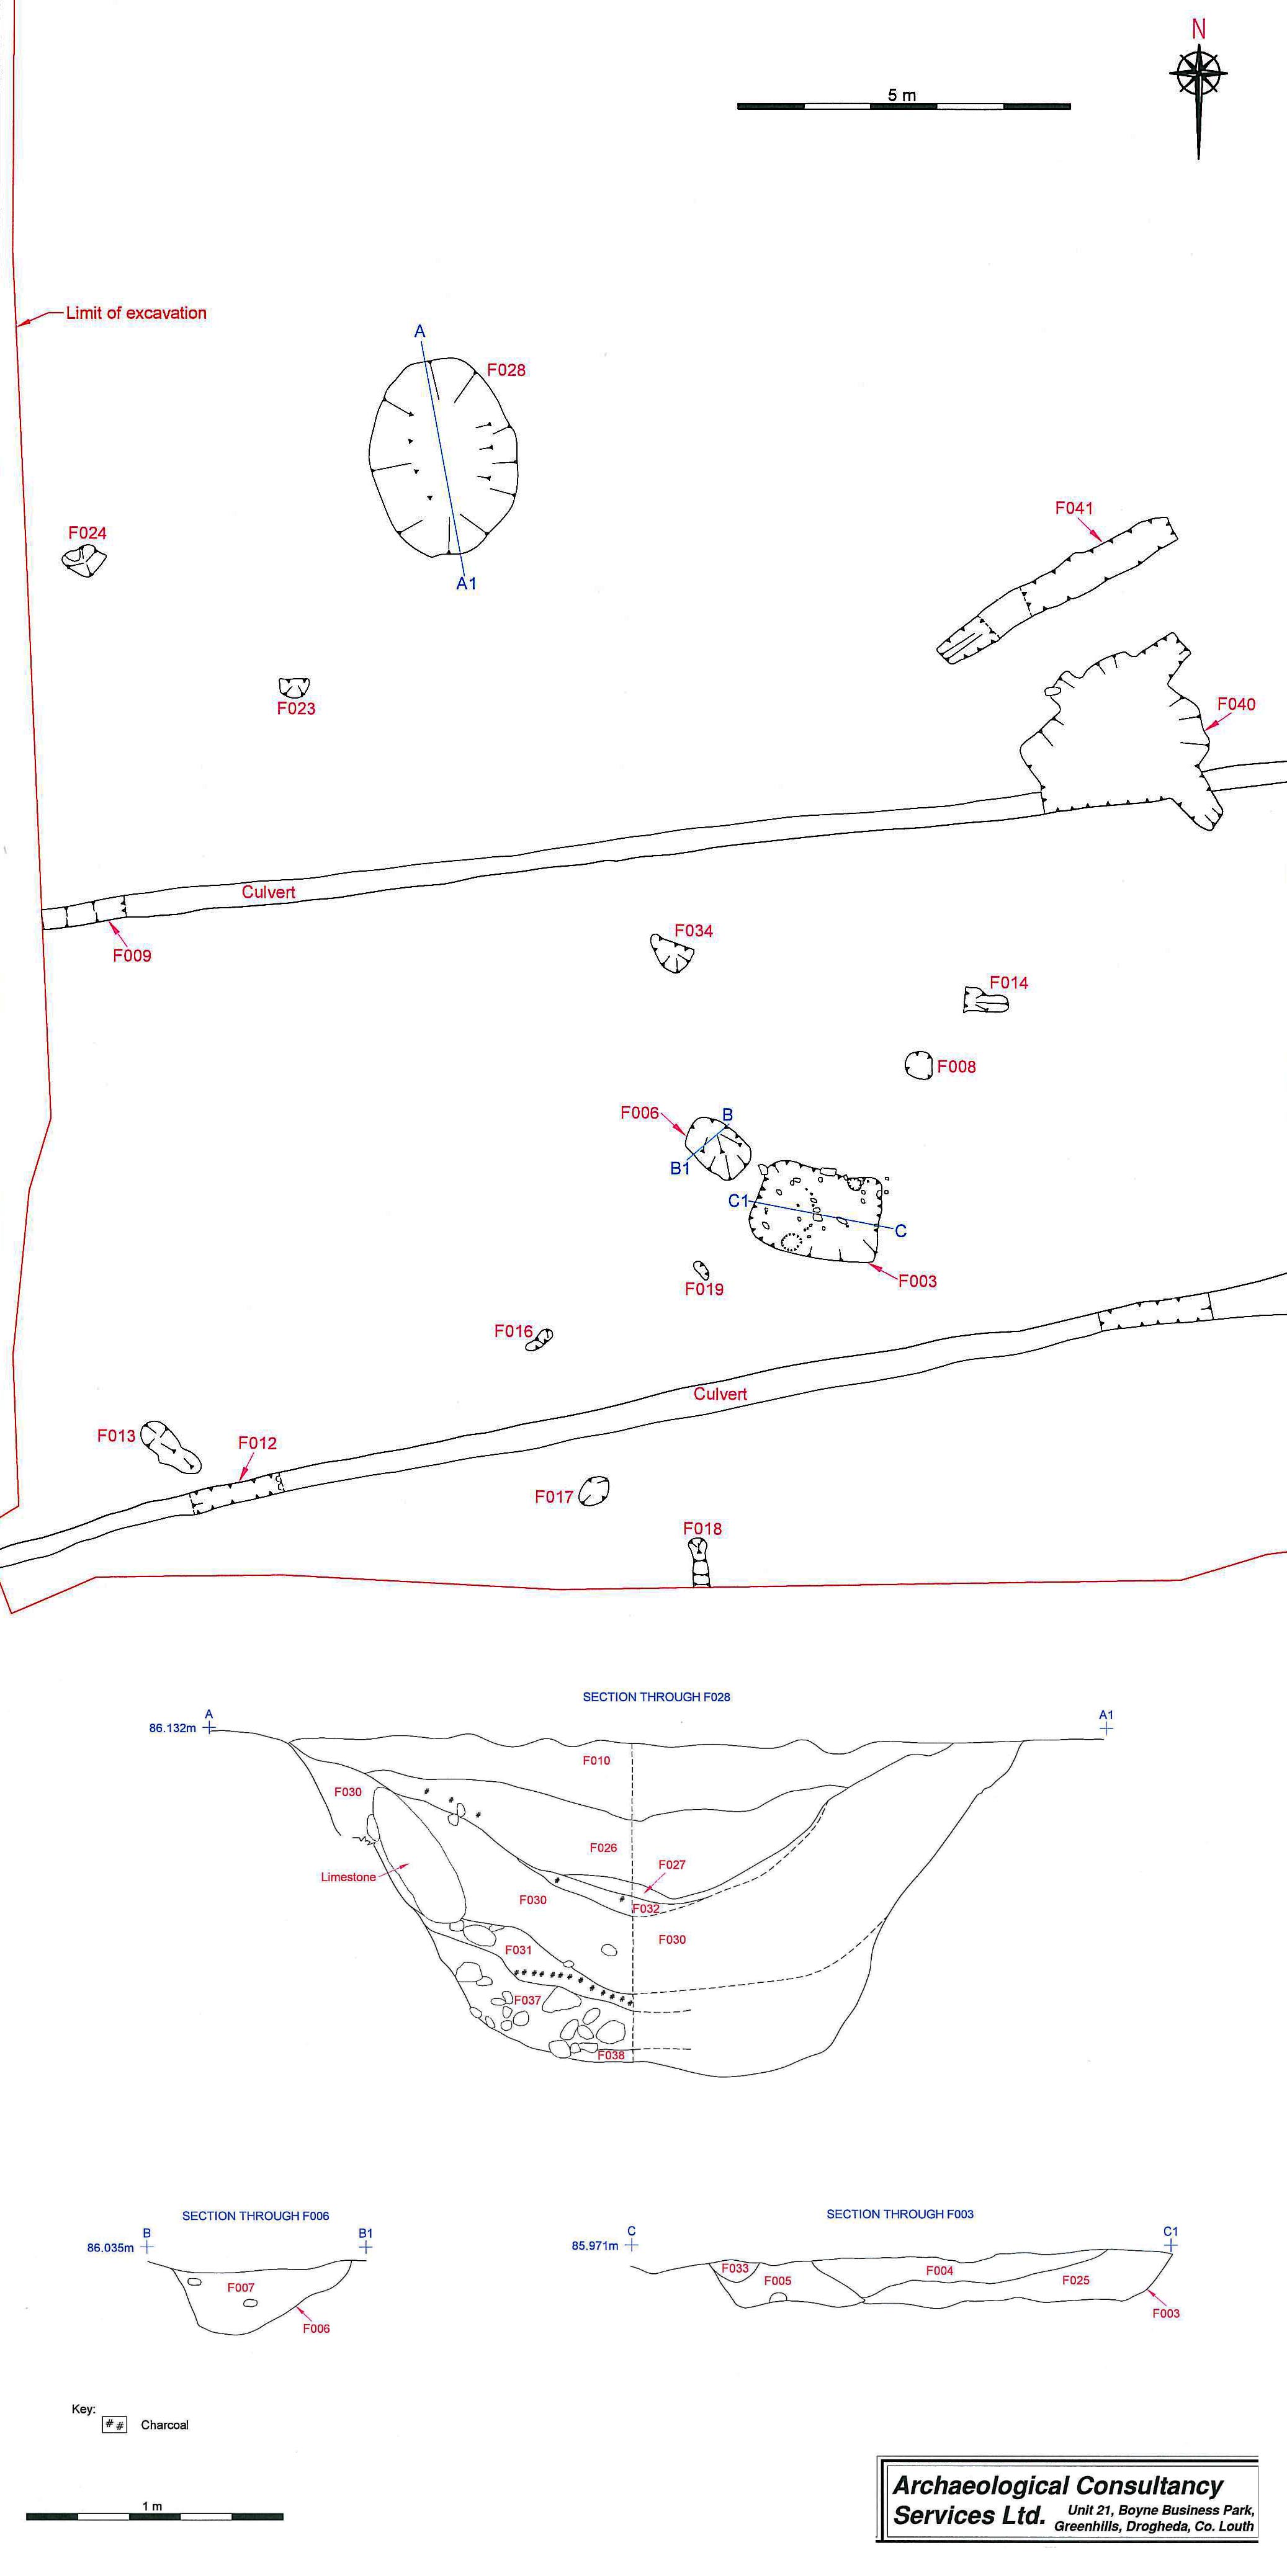 N
5 m
Limit of excavation
A
F028
F041
F024
A1
F023
F040
Culvert
F034
F009
F014
F008
F006
B
B1
C1
C
F003
F019
F016
Culvert
F013
F012
F017
F018
SECTION THROUGH F028
A
A1
86.132m
F010
F030
F026
F027
Limestone
F030
F032
F030
F031
F037
F038
SECTION THROUGH F006
SECTION THROUGH F003
B
B1
C
C1
86.035m
85.971m
F007
F006
F033
F005
F004
F025
F003
Key:
## Charcoal
1 m
Archaeological Consultancy
Services Ltd. Unit 21, Boyne Business Park,
Greenhills, Drogheda, Co. Louth